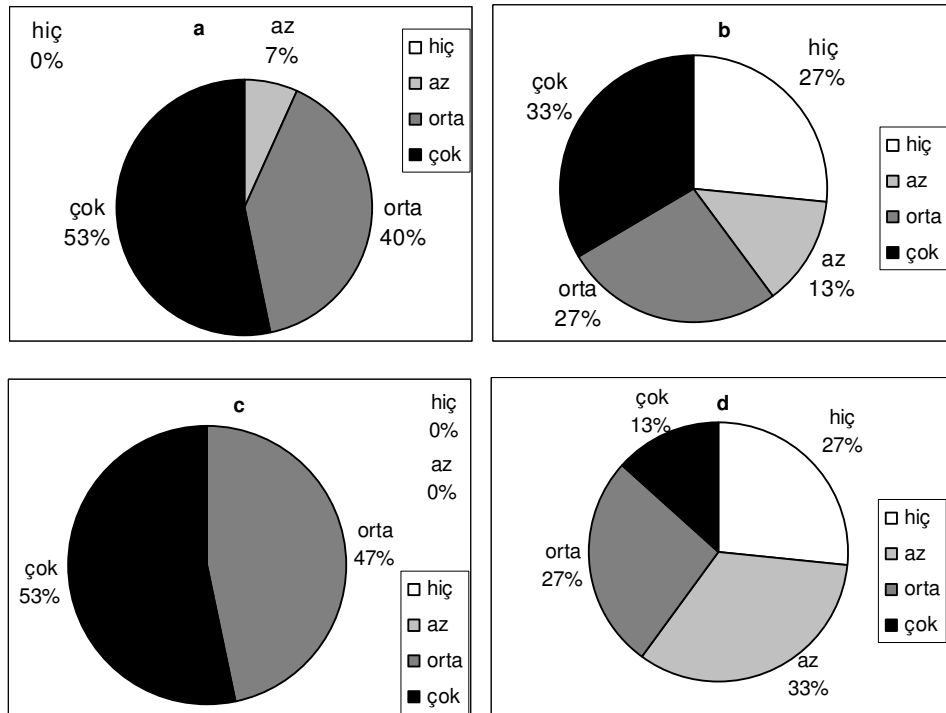 a
hiç
0%
az
7%
orta
40%
çok
53%
hiç
az
orta
çok
b
hiç
27%
az
13%
orta
27%
çok
33%
hiç
az
orta
çok
c
hiç
0%
az
0%
orta
47%
çok
53%
hiç
az
orta
çok
d
hiç
27%
az
33%
orta
27%
çok
13%
hiç
az
orta
çok